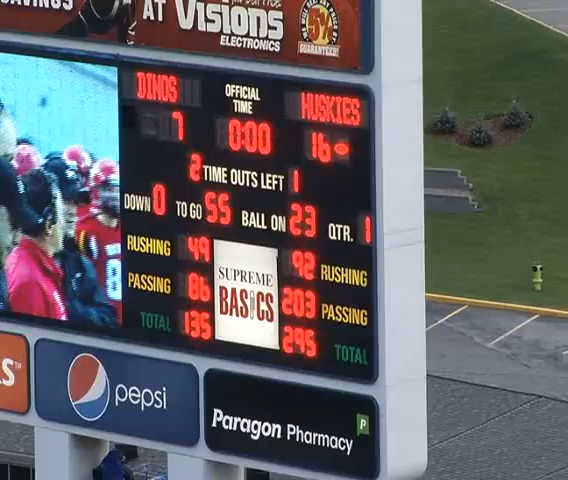 AT VISIONS
ELECTRONICS
GUARANTEED!
DINOS OFFICIAL TIME HUSKIES
7 0:00 16
2 TIME OUTS LEFT 1
DOWN 0 TO GO 55 BALL ON 23 QTR. 1
RUSHING 49 92 RUSHING
PASSING 86 203 PASSING
TOTAL 135 295 TOTAL
SUPREME
BASICS
pepsi
Paragon Pharmacy
P